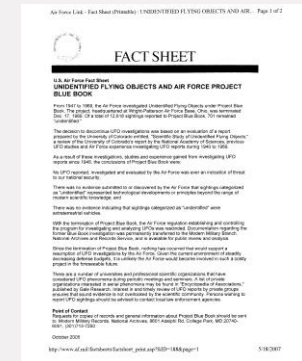 Air Force Link - Fact Sheet (Printable) : UNIDENTIFIED FLYING OBJECTS AND AIR... Page 1 of 2
FACT SHEET
U.S. Air Force Fact Sheet
UNIDENTIFIED FLYING OBJECTS AND AIR FORCE PROJECT
BLUE BOOK
From 1947 to 1969, the Air Force investigated Unidentified Flying Objects under Project Blue
Book. The project, headquartered at Wright-Patterson Air Force Base, Ohio, was terminated
Dec. 17, 1969. Of a total of 12,618 sightings reported to Project Blue Book, 701 remained
"unidentified."
The decision to discontinue UFO investigations was based on an evaluation of a report
prepared by the University of Colorado entitled, "Scientific Study of Unidentified Flying Objects;"
a review of the University of Colorado's report by the National Academy of Sciences; previous
UFO studies and Air Force experience investigating UFO reports during 1940 to 1969.
As a result of these investigations, studies and experience gained from investigating UFO
reports since 1948, the conclusions of Project Blue Book were:
No UFO reported, investigated and evaluated by the Air Force was ever an indication of threat
to our national security.
There was no evidence submitted to or discovered by the Air Force that sightings categorized
as "unidentified" represented technological developments or principles beyond the range of
modern scientific knowledge; and
There was no evidence indicating that sightings categorized as "unidentified" were
extraterrestrial vehicles.
With the termination of Project Blue Book, the Air Force regulation establishing and controlling
the program for investigating and analyzing UFOs was rescinded. Documentation regarding the
former Blue Book investigation was permanently transferred to the Modern Military Branch,
National Archives and Records Service, and is available for public review and analysis.
Since the termination of Project Blue Book, nothing has occurred that would support a
resumption of UFO investigations by the Air Force. Given the current environment of steadily
decreasing defense budgets, it is unlikely the Air Force would become involved in such a costly
project in the foreseeable future.
There are a number of universities and professional scientific organizations that have
considered UFO phenomena during periodic meetings and seminars. A list of private
organizations interested in aerial phenomena may be found in "Encyclopaedia of Associations,"
published by Gale Research. Interest in and timely review of UFO reports by private groups
ensures that sound evidence is not overlooked by the scientific community. Persons wishing to
report UFO sightings should be advised to contact local law enforcement agencies.
Point of Contact
Requests for copies of records and general information about Project Blue Book should be sent
to: Modern Military Records, National Archives, 8601 Adelphi Rd, College Park, MD 20740-
6001,
October 2005
5/18/2007